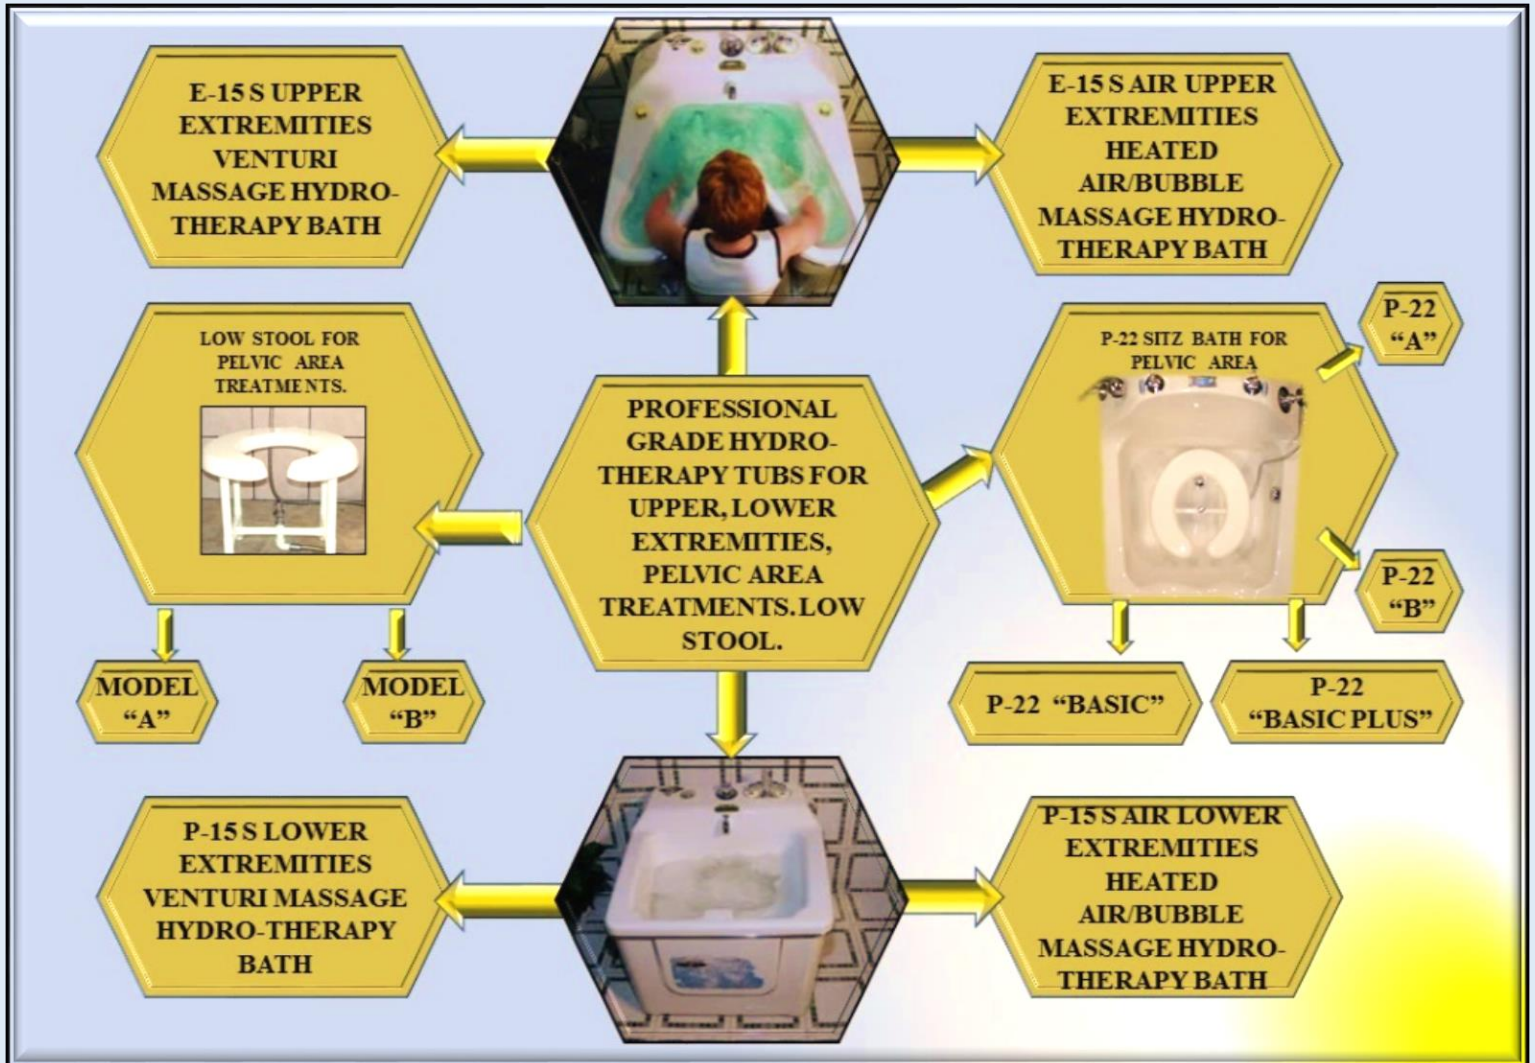 E-15 S UPPER
EXTREMITIES
VENTURI
MASSAGE HYDRO-
THERAPY BATH
E-15 S AIR UPPER
EXTREMITIES
HEATED
AIR/BUBBLE
MASSAGE HYDRO-
THERAPY BATH
LOW STOOL FOR
PELVIC AREA
TREATMENTS.
MODEL
“A”
MODEL
“B”
PROFESSIONAL
GRADE HYDRO-
THERAPY TUBS FOR
UPPER, LOWER
EXTREMITIES,
PELVIC AREA
TREATMENTS. LOW
STOOL.
P-22 SITZ BATH FOR
PELVIC AREA
P-22
“A”
P-22
“B”
P-22 “BASIC”
P-22
“BASIC PLUS”
P-15 S LOWER
EXTREMITIES
VENTURI MASSAGE
HYDRO-THERAPY
BATH
P-15 S AIR LOWER
EXTREMITIES
HEATED
AIR/BUBBLE
MASSAGE HYDRO-
THERAPY BATH